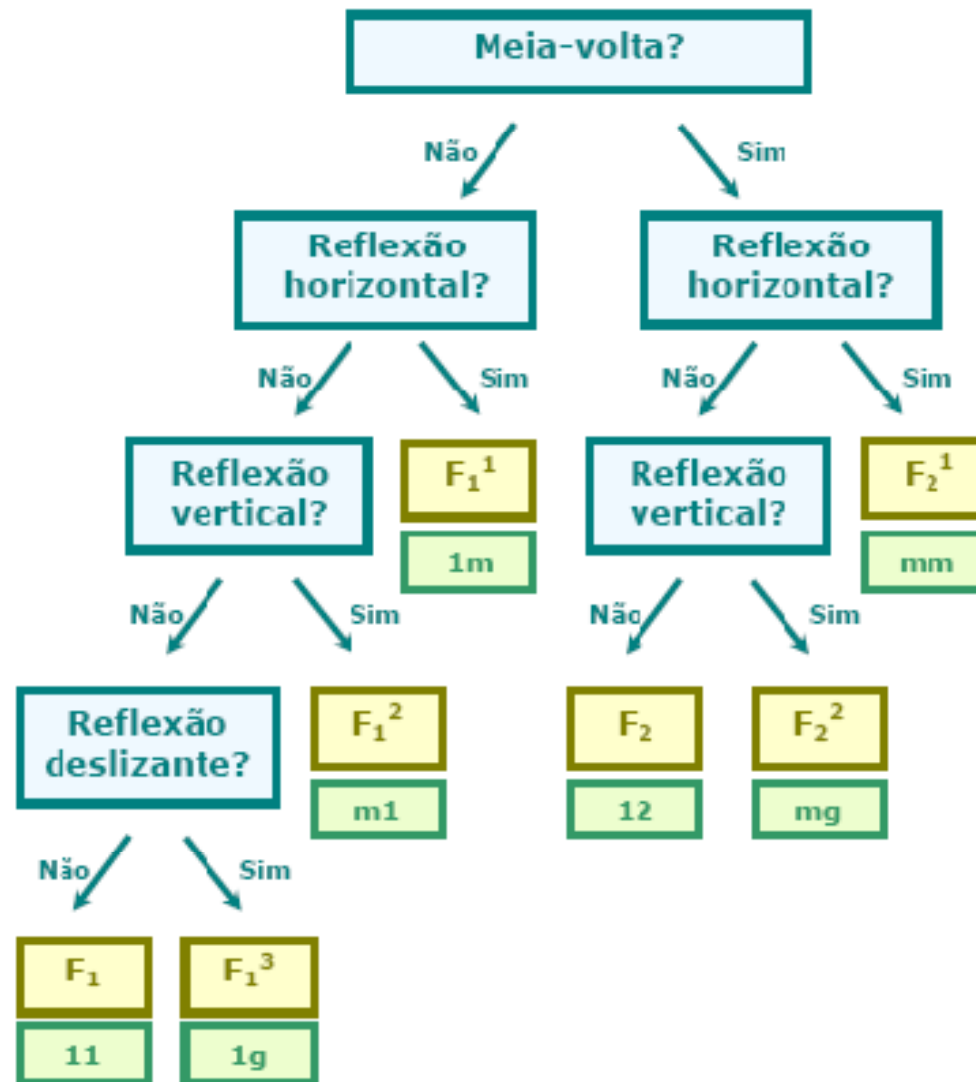 Meia-volta?
Não
Sim
Reflexão
horizontal?
Reflexão
horizontal?
Não
Sim
Não
Sim
Reflexão
vertical?
F₁¹
1m
Reflexão
vertical?
F₂¹
mm
Não
Sim
Não
Sim
Reflexão
deslizante?
F₁²
m1
F₂
12
F₂²
mg
Não
Sim
F₁
11
F₁³
1g